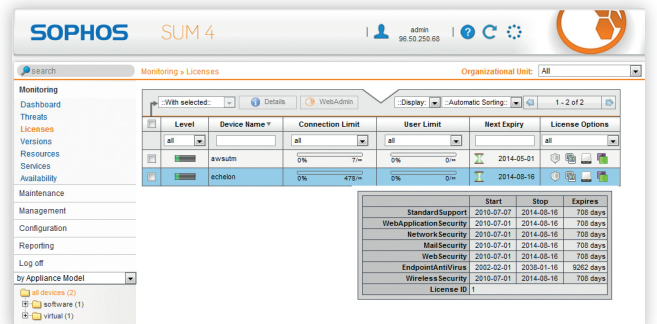 SOPHOS SUM 4
admin
96.50.250.68
search
Monitoring » Licenses
Organizational Unit: All
Monitoring
Dashboard
Threats
Licenses
Versions
Resources
Services
Availability
Maintenance
Management
Configuration
Reporting
Log off
by Appliance Model
all devices (2)
software (1)
virtual (1)
::With selected:: Details WebAdmin ::Display: ::Automatic Sorting:: 1 - 2 of 2
Level Device Name Connection Limit User Limit Next Expiry License Options
all all all all
awsutm 0% 7/∞ 0% 0/∞ 2014-05-01
echelon 0% 478/∞ 0% 0/∞ 2014-08-16
Start Stop Expires
StandardSupport 2010-07-07 2014-08-16 708 days
WebApplicationSecurity 2010-07-01 2014-08-16 708 days
NetworkSecurity 2010-07-01 2014-08-16 708 days
MailSecurity 2010-07-01 2014-08-16 708 days
WebSecurity 2010-07-01 2014-08-16 708 days
EndpointAntiVirus 2002-02-01 2038-01-16 9262 days
WirelessSecurity 2010-07-01 2014-08-16 708 days
License ID 1